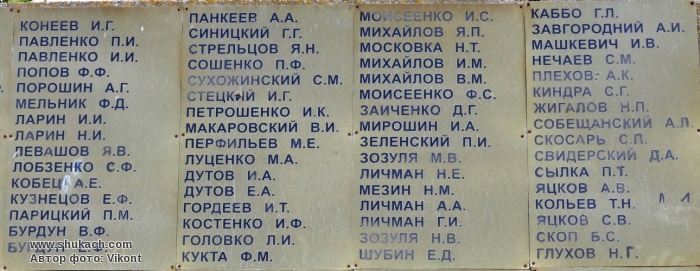 КОНЕЕВ И.Г.
ПАВЛЕНКО П.И.
ПАВЛЕНКО И.И.
ПОПОВ Ф.Ф.
ПОРОШИН А.Г.
МЕЛЬНИК Ф.Д.
ЛАРИН И.И.
ЛАРИН Н.И.
ЛЕВАШОВ Я.В.
ЛОБЗЕНКО С.Ф.
КОБЕЦ А.Е.
КУЗНЕЦОВ Е.Ф.
ПАРИЦКИЙ П.М.
БУРДУН В.Ф.
БУРДУН Е.Ф.
ПАНКЕЕВ А.А.
СИНИЦКИЙ Г.Г.
СТРЕЛЬЦОВ Я.Н.
СОШЕНКО П.Ф.
СУХОЖИНСКИЙ С.М.
СТЕЦКИЙ И.Г.
ПЕТРОШЕНКО И.К.
МАКАРОВСКИЙ В.И.
ПЕРФИЛЬЕВ М.Е.
ЛУЦЕНКО М.А.
ДУТОВ И.А.
ДУТОВ Е.А.
ГОРДЕЕВ И.Т.
КОСТЕНКО И.Ф.
ГОЛОВКО Л.И.
КУКТА Ф.М.
МОИСЕЕНКО И.С.
МИХАЙЛОВ Я.П.
МОСКОВКА Н.Т.
МИХАЙЛОВ И.М.
МИХАЙЛОВ В.М.
МОИСЕЕНКО Ф.С.
ЗАИЧЕНКО Д.Г.
МИРОШИН И.А.
ЗЕЛЕНСКИЙ П.И.
ЗОЗУЛЯ М.В.
ЛИЧМАН Н.Е.
МЕЗИН Н.М.
ЛИЧМАН А.А.
ЛИЧМАН Г.И.
ЗОЗУЛЯ Н.В.
ШУБИН Е.Д.
КАББО Г.Л.
ЗАВГОРОДНИЙ А.И.
МАШКЕВИЧ И.В.
НЕЧАЕВ С.М.
ПЛЕХОВ А.К.
КИНДРА С.Г.
ЖИГАЛОВ Н.П.
СОБЕЩАНСКИЙ А.Л.
СКОСАРЬ С.П.
СВИДЕРСКИЙ Д.А.
СЫЛКА П.Т.
ЯЦКОВ А.В.
КОЛЬЕВ Т.Н.
ЯЦКОВ С.В.
СКОП Б.С.
ГЛУХОВ Н.Г.
www.shukach.com
Автор фото: Vikont